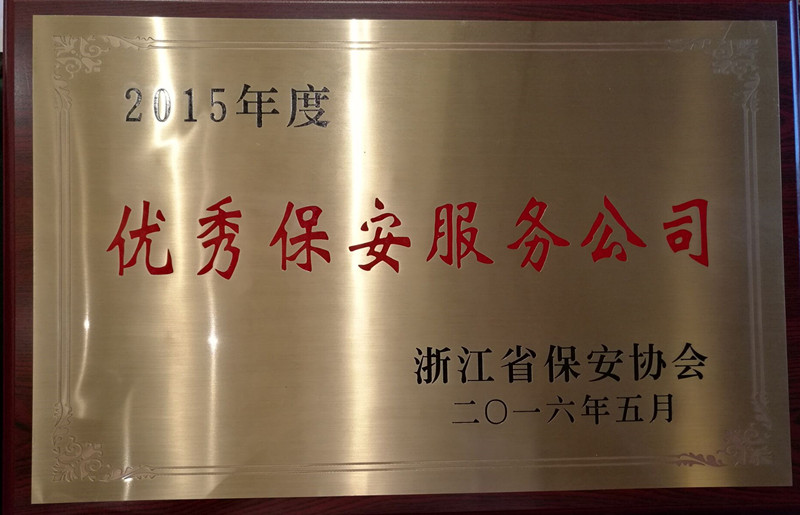 2015年度
优秀保安服务公司
浙江省保安协会
二〇一六年五月